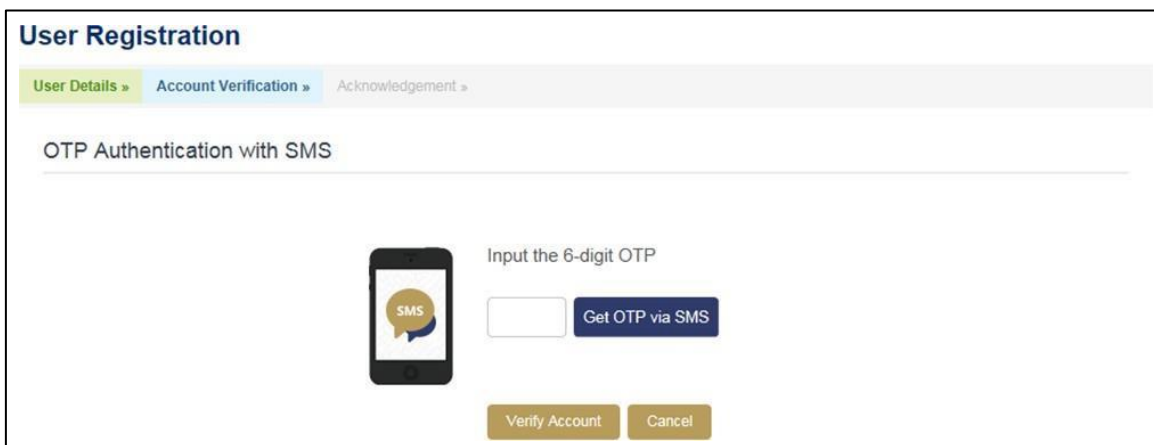 User Registration
User Details » Account Verification » Acknowledgement »
OTP Authentication with SMS
Input the 6-digit OTP
SMS Get OTP via SMS
Verify Account Cancel